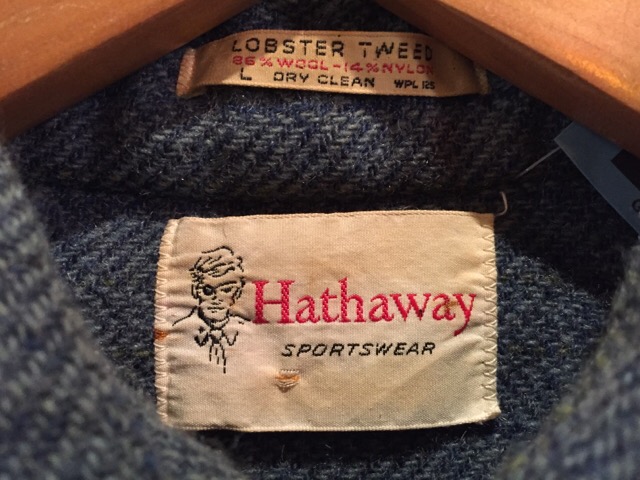 LOBSTER TWEED
86% WOOL - 14% NYLON
L DRY CLEAN WPL 125
Hathaway
SPORTSWEAR